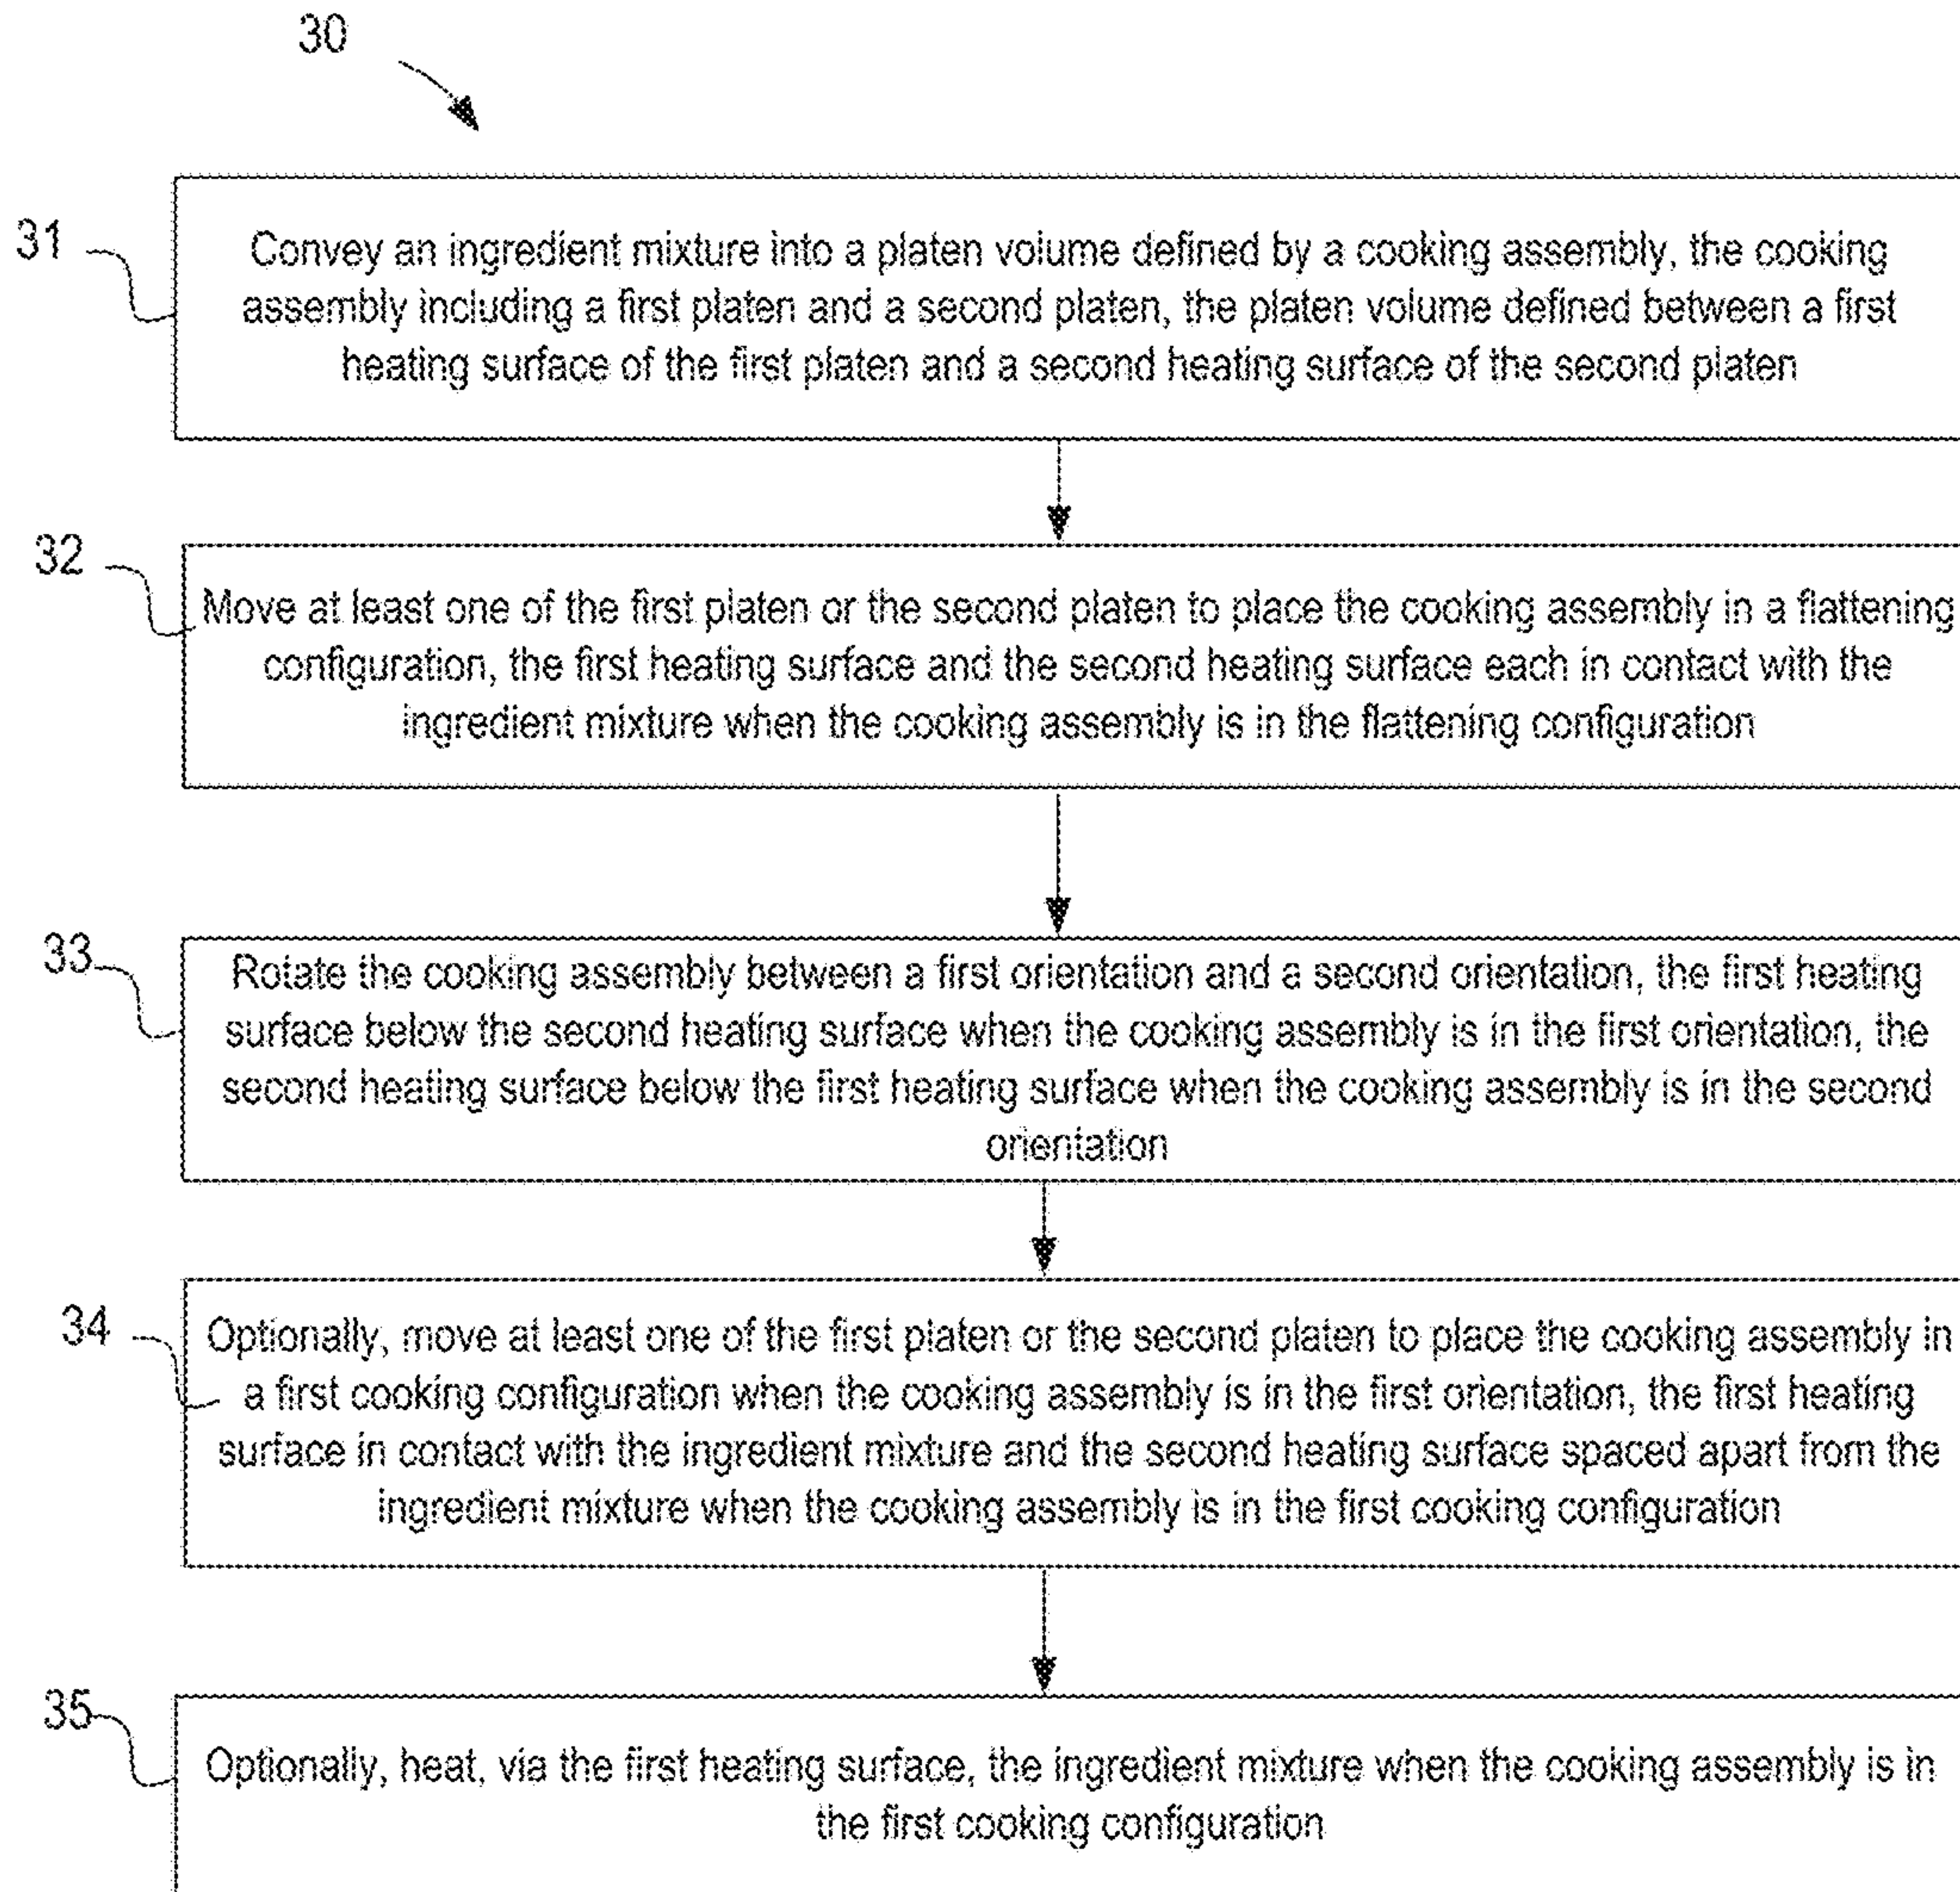 30
31
Convey an ingredient mixture into a platen volume defined by a cooking assembly, the cooking
assembly including a first platen and a second platen, the platen volume defined between a first
heating surface of the first platen and a second heating surface of the second platen
32
Move at least one of the first platen or the second platen to place the cooking assembly in a flattening
configuration, the first heating surface and the second heating surface each in contact with the
ingredient mixture when the cooking assembly is in the flattening configuration
33
Rotate the cooking assembly between a first orientation and a second orientation, the first heating
surface below the second heating surface when the cooking assembly is in the first orientation, the
second heating surface below the first heating surface when the cooking assembly is in the second
orientation
34
Optionally, move at least one of the first platen or the second platen to place the cooking assembly in
a first cooking configuration when the cooking assembly is in the first orientation, the first heating
surface in contact with the ingredient mixture and the second heating surface spaced apart from the
ingredient mixture when the cooking assembly is in the first cooking configuration
35
Optionally, heat, via the first heating surface, the ingredient mixture when the cooking assembly is in
the first cooking configuration